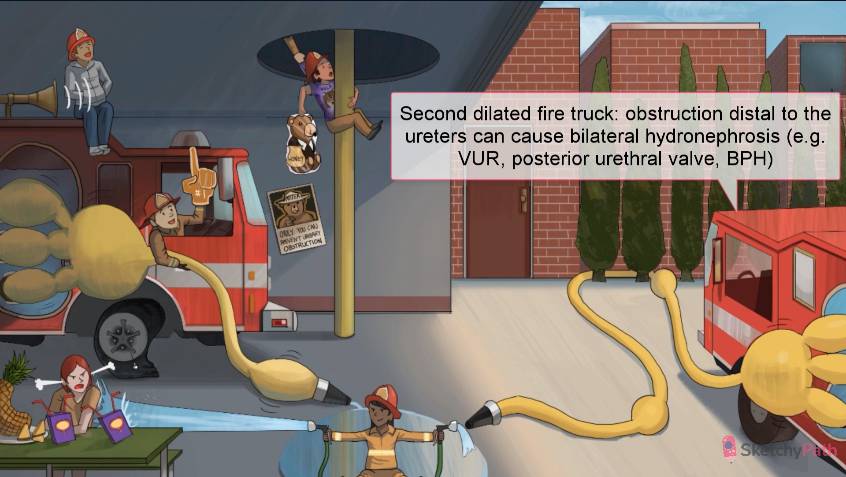 Second dilated fire truck: obstruction distal to the
ureters can cause bilateral hydronephrosis (e.g.
VUR, posterior urethral valve, BPH)
HONEY
ONLY YOU CAN
PREVENT URINARY
OBSTRUCTION
SketchyPath